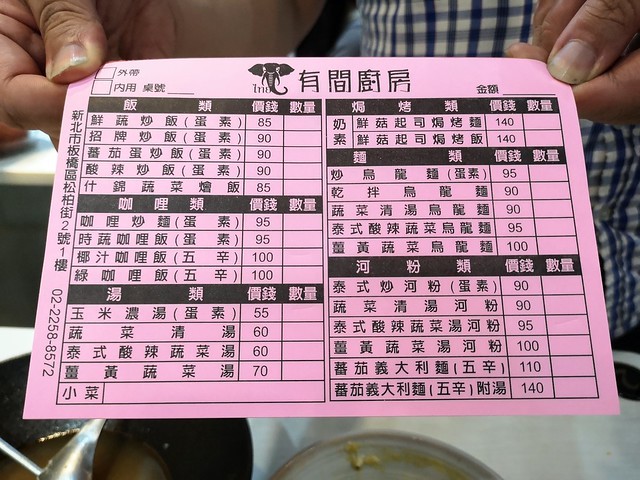 外帶
內用 桌號
ไทย 有間廚房
金額
新北市板橋區松柏街2號1樓 02-2258-8572
飯類 價錢 數量
鮮蔬炒飯(蛋素) 85
招牌炒飯(蛋素) 90
蕃茄蛋炒飯(蛋素) 90
酸辣炒飯(蛋素) 90
什錦蔬菜燴飯 85
咖哩類 價錢 數量
咖哩炒麵(蛋素) 95
時蔬咖哩飯(蛋素) 95
椰汁咖哩飯(五辛) 100
綠咖哩飯(五辛) 100
湯類 價錢 數量
玉米濃湯(蛋素) 55
蔬菜清湯 60
泰式酸辣蔬菜湯 60
薑黃蔬菜湯 70
小菜
焗烤類 價錢 數量
奶素 鮮菇起司焗烤麵 140
鮮菇起司焗烤飯 140
麵類 價錢 數量
炒烏龍麵(蛋素) 95
乾拌烏龍麵 90
蔬菜清湯烏龍麵 90
泰式酸辣蔬菜烏龍麵 95
薑黃蔬菜烏龍麵 100
河粉類 價錢 數量
泰式炒河粉(蛋素) 90
蔬菜清湯河粉 90
泰式酸辣蔬菜湯河粉 95
薑黃蔬菜湯河粉 100
蕃茄義大利麵(五辛) 110
蕃茄義大利麵(五辛)附湯 140